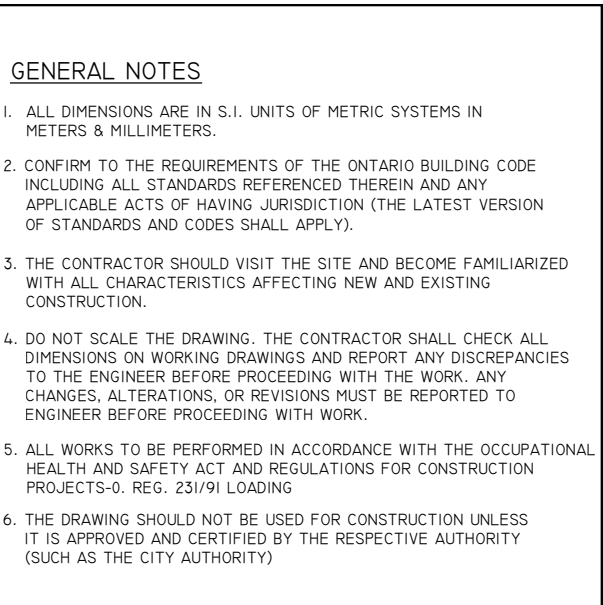 GENERAL NOTES
1. ALL DIMENSIONS ARE IN S.I. UNITS OF METRIC SYSTEMS IN
METERS & MILLIMETERS.
2. CONFIRM TO THE REQUIREMENTS OF THE ONTARIO BUILDING CODE
INCLUDING ALL STANDARDS REFERENCED THEREIN AND ANY
APPLICABLE ACTS OF HAVING JURISDICTION (THE LATEST VERSION
OF STANDARDS AND CODES SHALL APPLY).
3. THE CONTRACTOR SHOULD VISIT THE SITE AND BECOME FAMILIARIZED
WITH ALL CHARACTERISTICS AFFECTING NEW AND EXISTING
CONSTRUCTION.
4. DO NOT SCALE THE DRAWING. THE CONTRACTOR SHALL CHECK ALL
DIMENSIONS ON WORKING DRAWINGS AND REPORT ANY DISCREPANCIES
TO THE ENGINEER BEFORE PROCEEDING WITH THE WORK. ANY
CHANGES, ALTERATIONS, OR REVISIONS MUST BE REPORTED TO
ENGINEER BEFORE PROCEEDING WITH WORK.
5. ALL WORKS TO BE PERFORMED IN ACCORDANCE WITH THE OCCUPATIONAL
HEALTH AND SAFETY ACT AND REGULATIONS FOR CONSTRUCTION
PROJECTS-0. REG. 231/91 LOADING
6. THE DRAWING SHOULD NOT BE USED FOR CONSTRUCTION UNLESS
IT IS APPROVED AND CERTIFIED BY THE RESPECTIVE AUTHORITY
(SUCH AS THE CITY AUTHORITY)